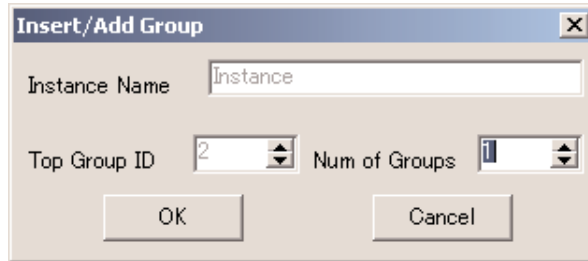 Insert/Add Group
Instance Name Instance
Top Group ID 2 Num of Groups 1
OK Cancel